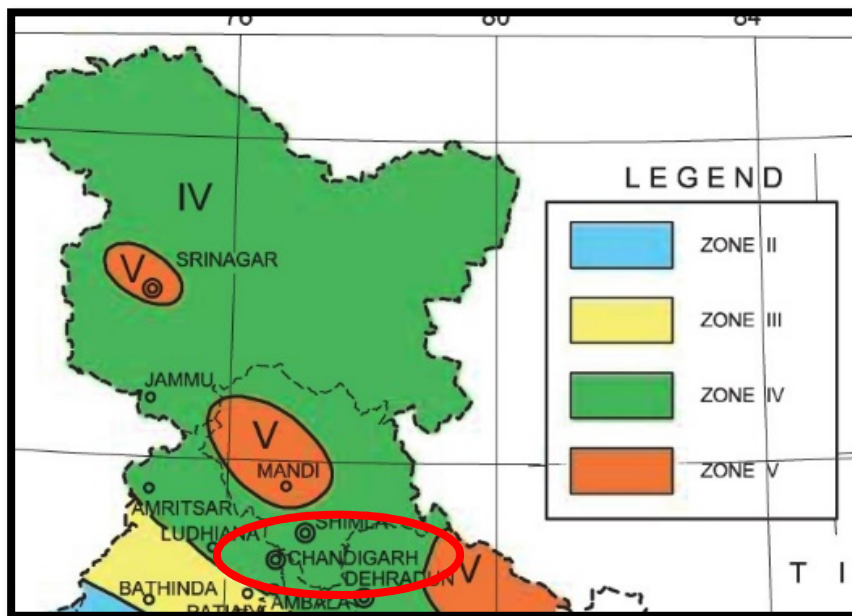 80
84
LEGEND
IV
ZONE II
V
SRINAGAR
ZONE III
JAMMU
ZONE IV
V
MANDI
ZONE V
AMRITSAR
LUDHIANA
SHIMLA
CHANDIGARH
DEHRADUN
V
T I
BATHINDA
AMBALA